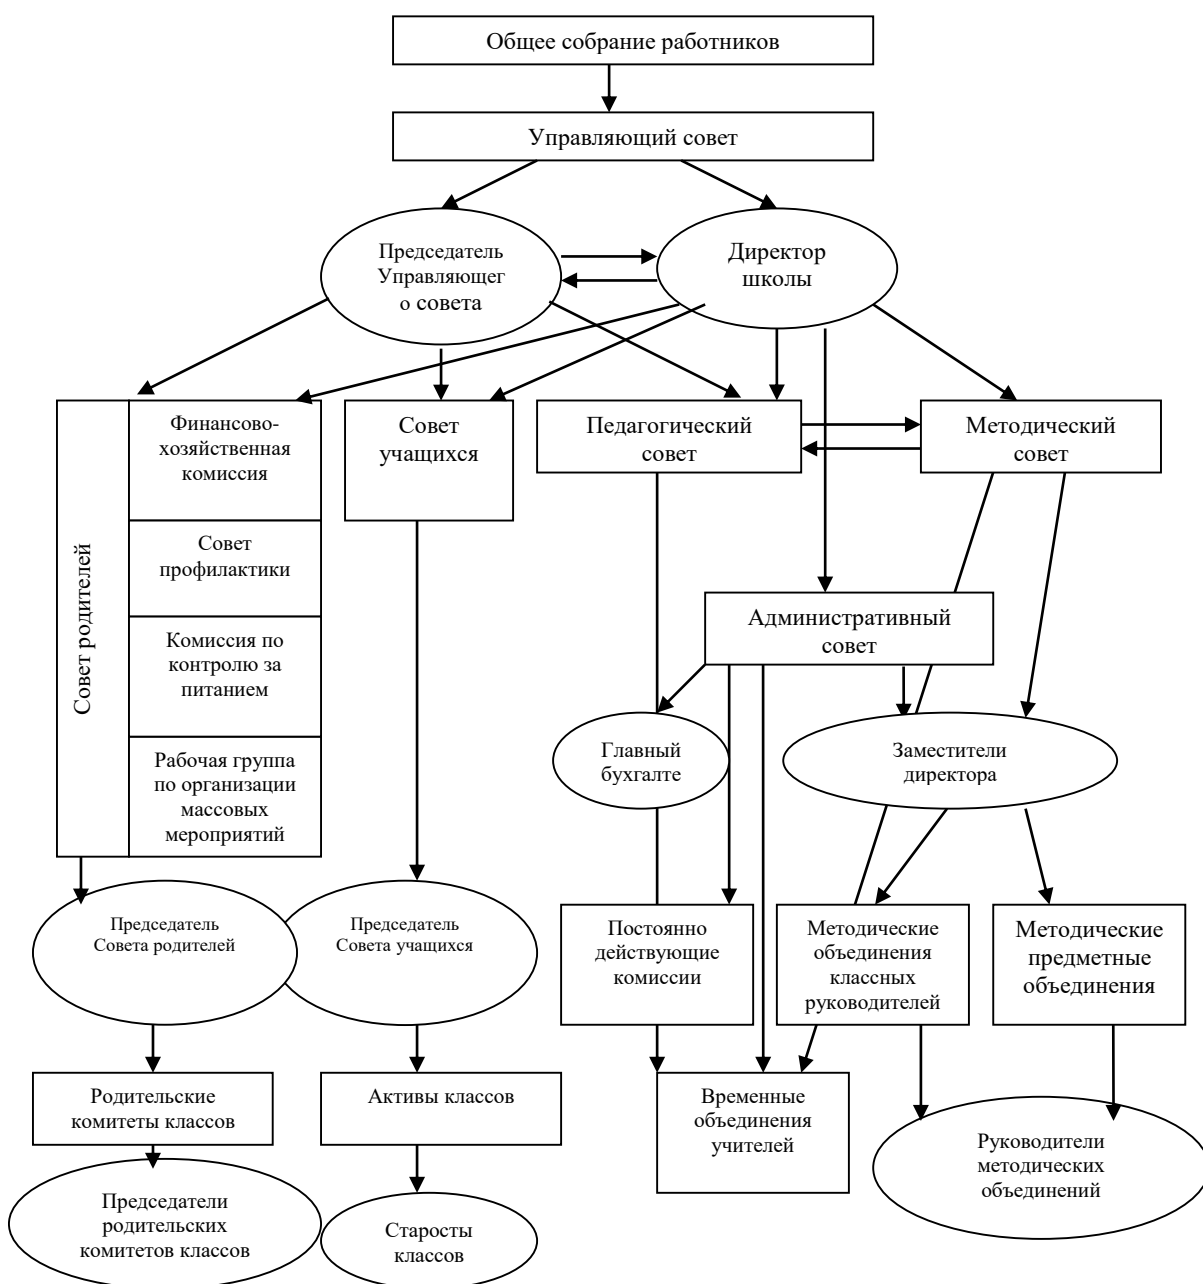 Общее собрание работников
Управляющий совет
Председатель
Управляющег
о совета
Директор
школы
Совет родителей
Финансово-
хозяйственная
комиссия
Совет
профилактики
Комиссия по
контролю за
питанием
Рабочая группа
по организации
массовых
мероприятий
Совет
учащихся
Педагогический
совет
Методический
совет
Административный
совет
Главный
бухгалте
Заместители
директора
Председатель
Совета родителей
Председатель
Совета учащихся
Постоянно
действующие
комиссии
Методические
объединения
классных
руководителей
Методические
предметные
объединения
Родительские
комитеты классов
Активы классов
Временные
объединения
учителей
Руководители
методических
объединений
Председатели
родительских
комитетов классов
Старосты
классов